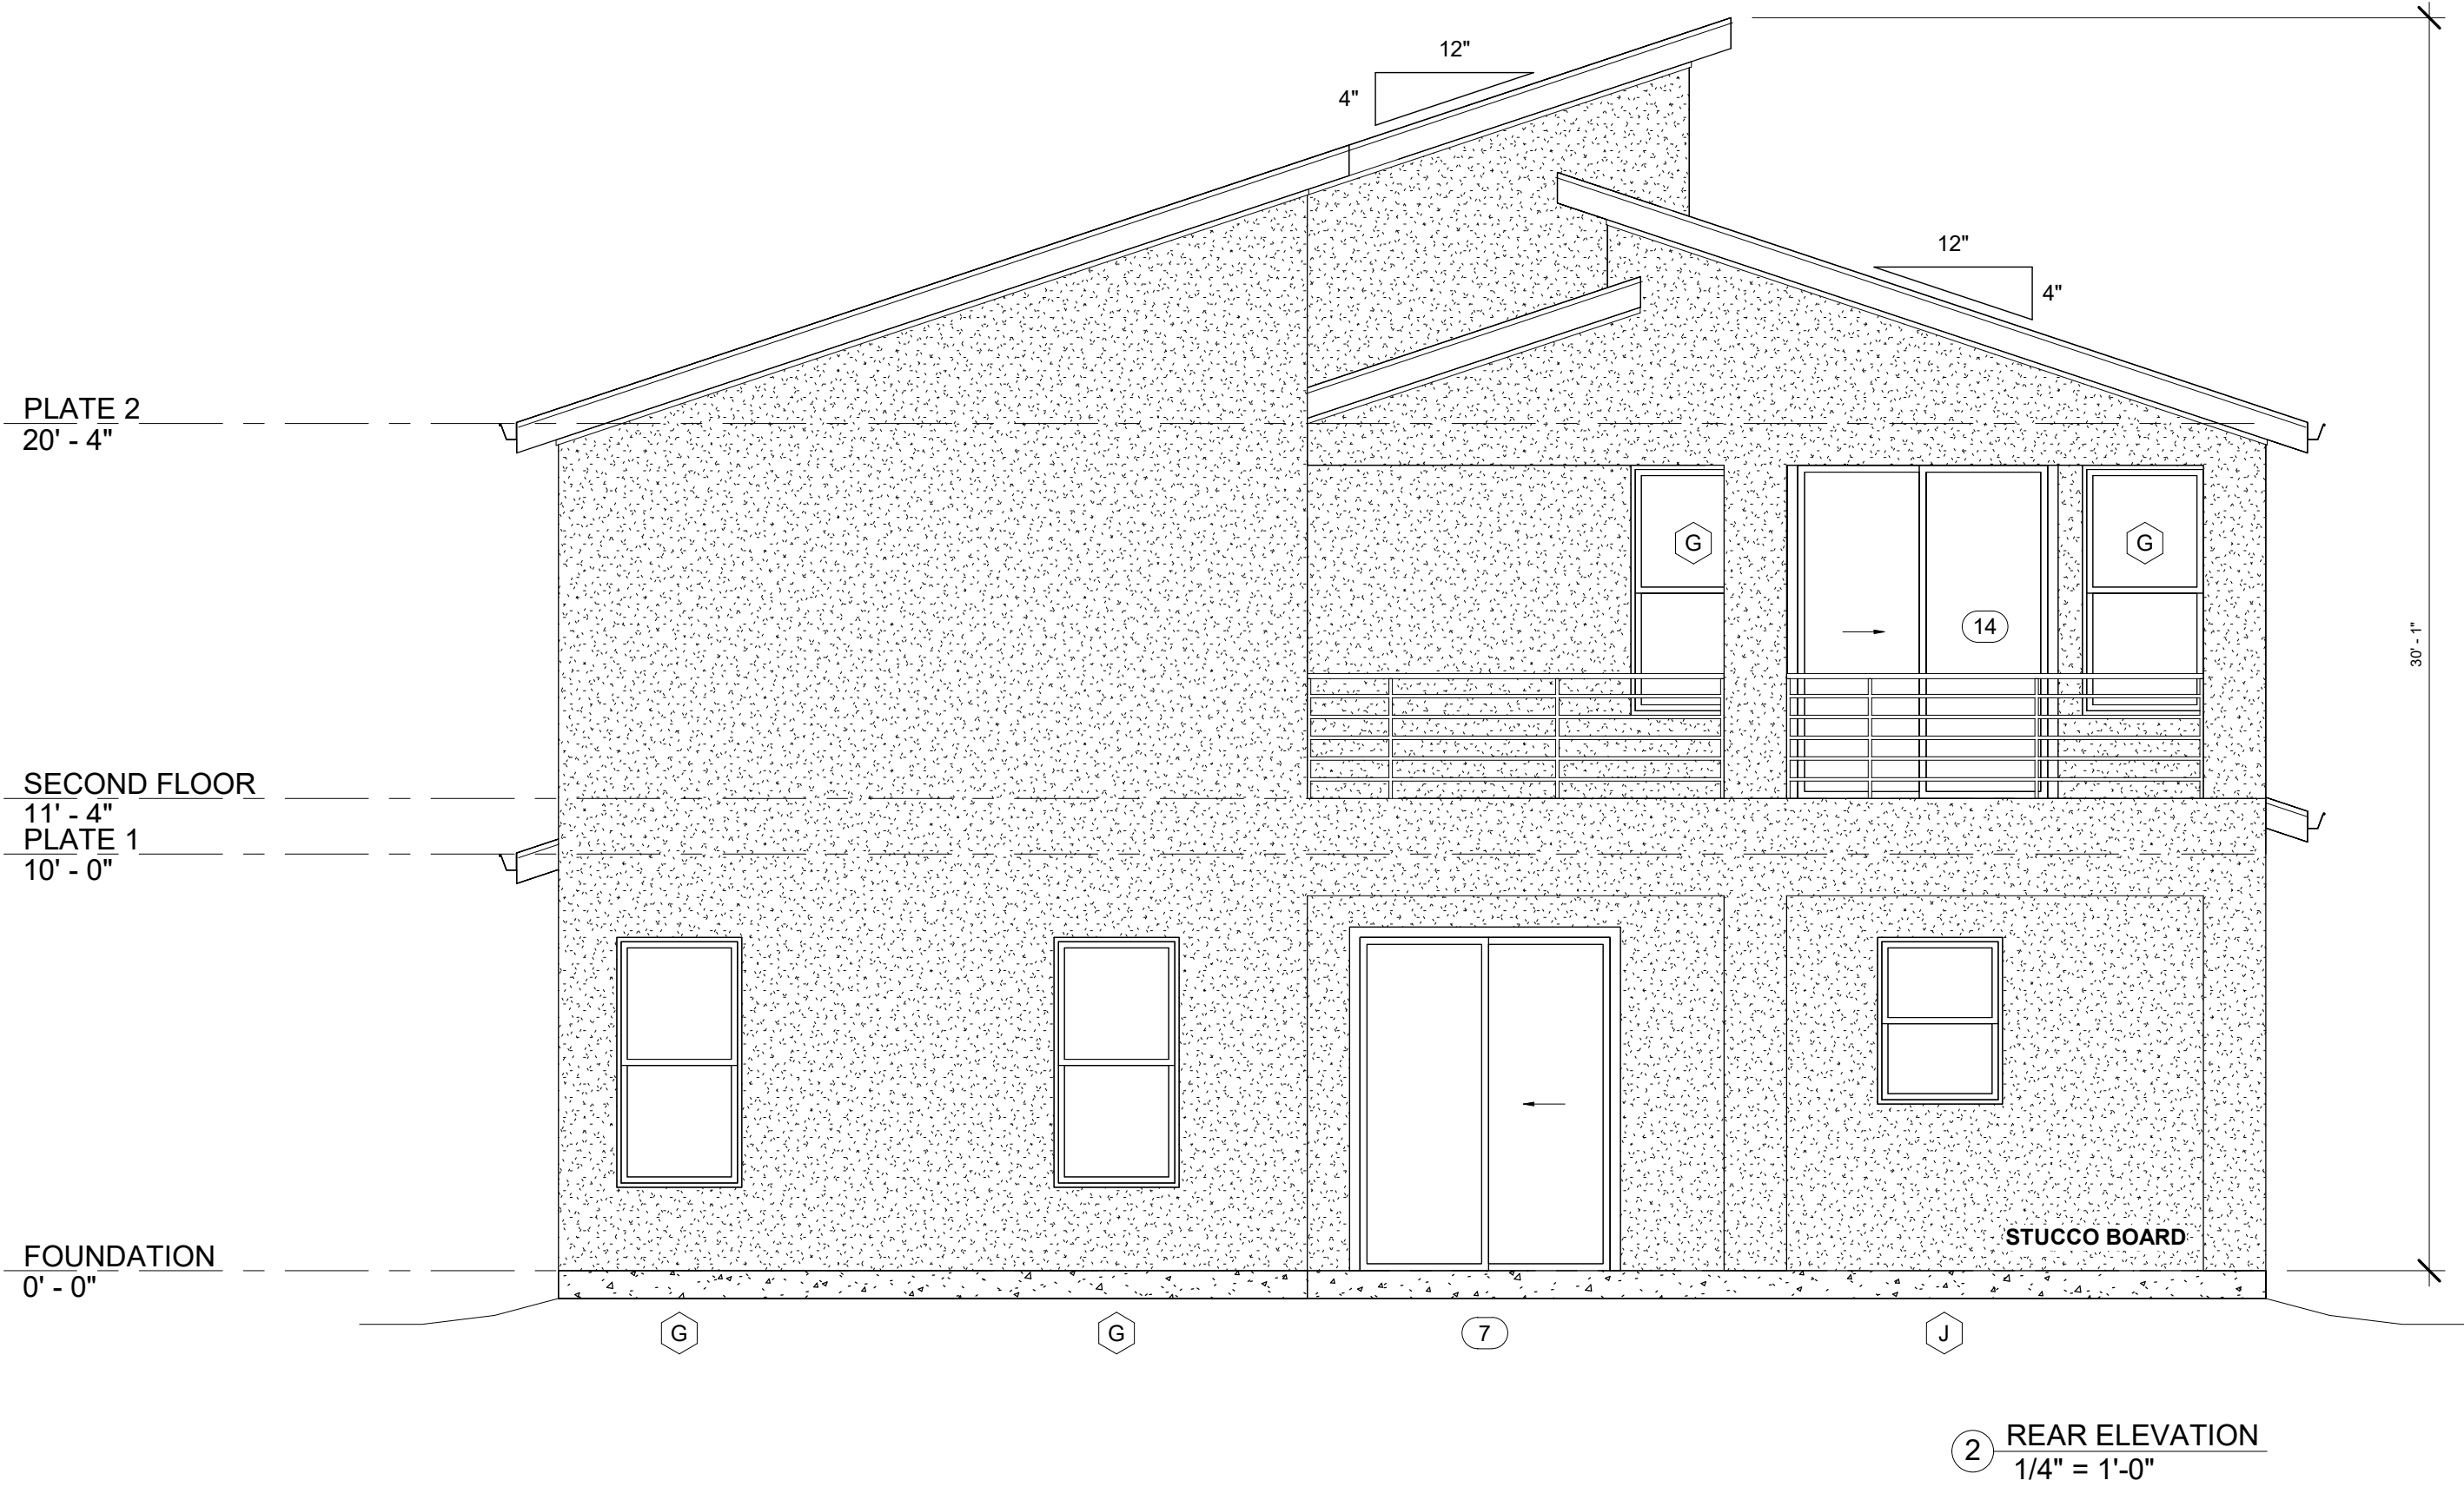 12"
4"
12"
4"
PLATE 2
20' - 4"
G
G
14
30' - 1"
SECOND FLOOR
11' - 4"
PLATE 1
10' - 0"
STUCCO BOARD
FOUNDATION
0' - 0"
G
G
7
J
2
REAR ELEVATION
1/4" = 1'-0"